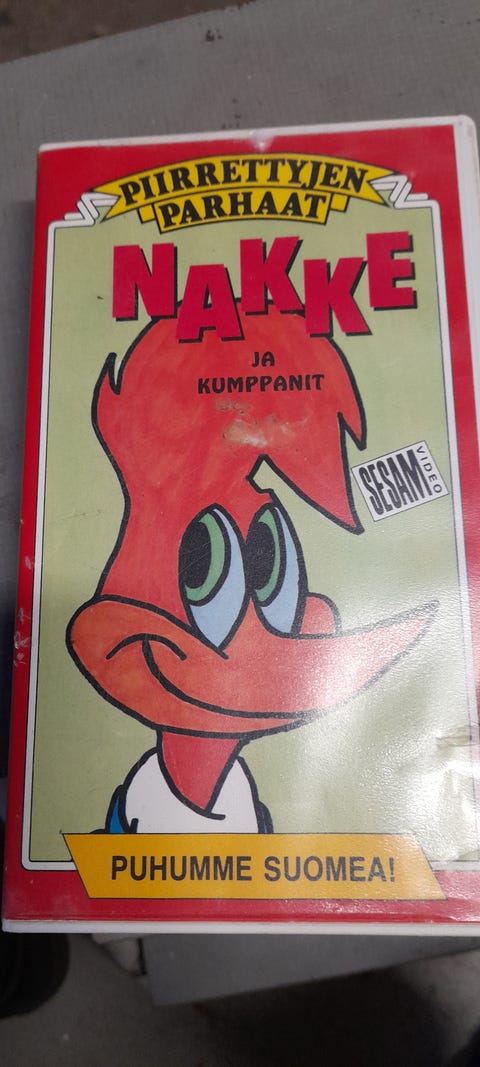 PIIRRETTYJEN
PARHAAT
NAKKE
JA
KUMPPANIT
SESAM
VIDEO
PUHUMME SUOMEA!